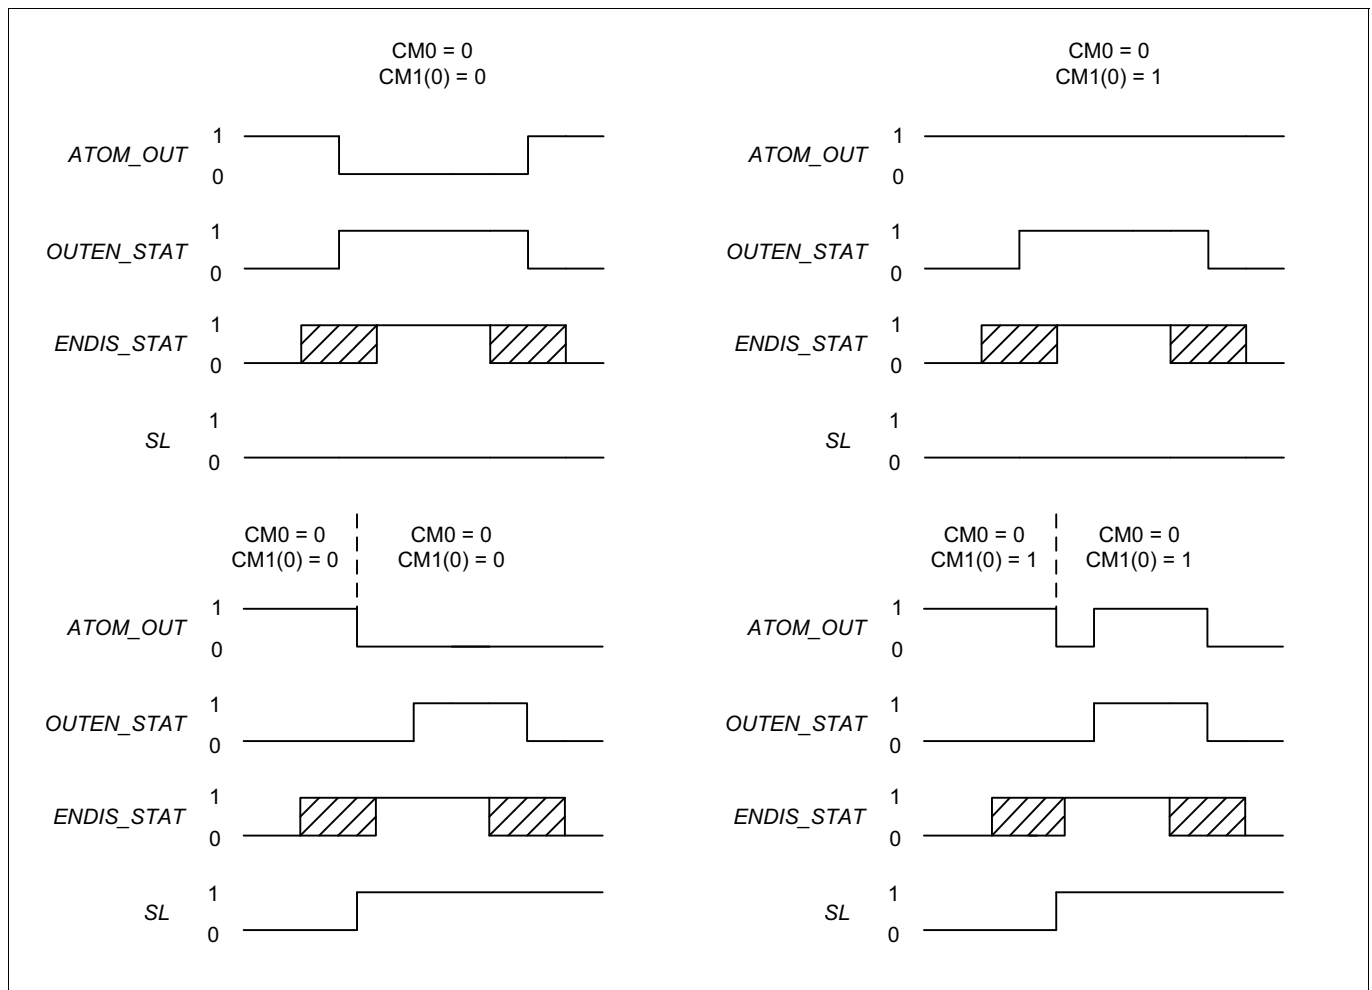 CM0 = 0
CM1(0) = 0
1
ATOM_OUT
0
1
OUTEN_STAT
0
1
ENDIS_STAT
0
1
SL
0
CM0 = 0
CM1(0) = 1
1
ATOM_OUT
0
1
OUTEN_STAT
0
1
ENDIS_STAT
0
1
SL
0
CM0 = 0
CM1(0) = 0
CM0 = 0
CM1(0) = 0
1
ATOM_OUT
0
1
OUTEN_STAT
0
1
ENDIS_STAT
0
1
SL
0
CM0 = 0
CM1(0) = 1
CM0 = 0
CM1(0) = 1
1
ATOM_OUT
0
1
OUTEN_STAT
0
1
ENDIS_STAT
0
1
SL
0